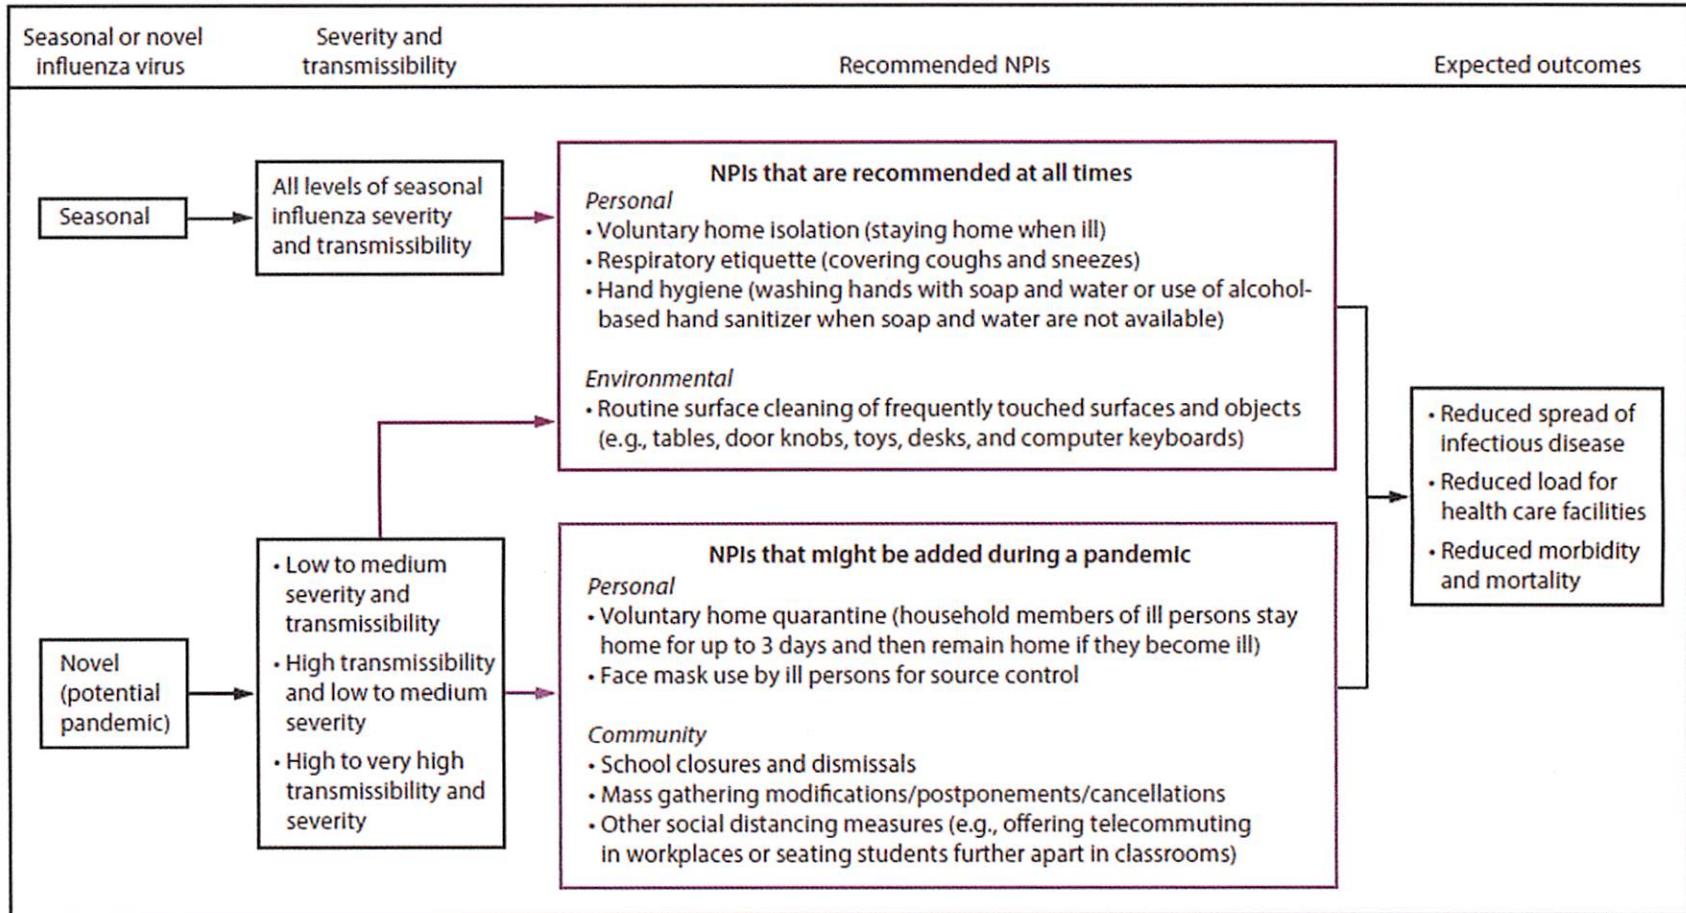 Seasonal or novel
influenza virus
Severity and
transmissibility
Recommended NPIs
Expected outcomes
Seasonal
All levels of seasonal
influenza severity
and transmissibility
NPIs that are recommended at all times
Personal
• Voluntary home isolation (staying home when ill)
• Respiratory etiquette (covering coughs and sneezes)
• Hand hygiene (washing hands with soap and water or use of alcohol-
based hand sanitizer when soap and water are not available)
Environmental
• Routine surface cleaning of frequently touched surfaces and objects
(e.g., tables, door knobs, toys, desks, and computer keyboards)
Novel
(potential
pandemic)
• Low to medium
severity and
transmissibility
• High transmissibility
and low to medium
severity
• High to very high
transmissibility and
severity
NPIs that might be added during a pandemic
Personal
• Voluntary home quarantine (household members of ill persons stay
home for up to 3 days and then remain home if they become ill)
• Face mask use by ill persons for source control
Community
• School closures and dismissals
• Mass gathering modifications/postponements/cancellations
• Other social distancing measures (e.g., offering telecommuting
in workplaces or seating students further apart in classrooms)
• Reduced spread of
infectious disease
• Reduced load for
health care facilities
• Reduced morbidity
and mortality